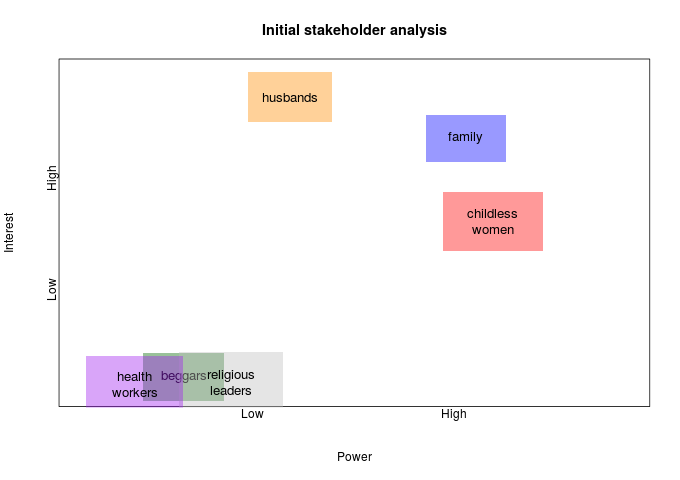 Initial stakeholder analysis
husbands
family
High
childless
women
Interest
Low
health
workers
beggars
religious
leaders
Low
High
Power